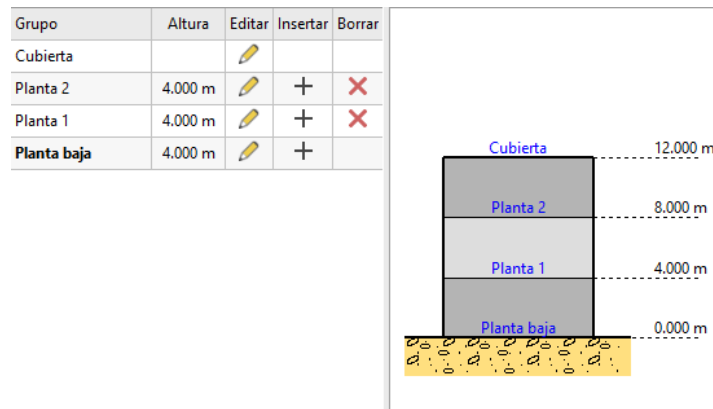 Grupo Altura Editar Insertar Borrar
Cubierta
Planta 2 4.000 m
Planta 1 4.000 m
Planta baja 4.000 m
Cubierta 12.000 m
Planta 2 8.000 m
Planta 1 4.000 m
Planta baja 0.000 m